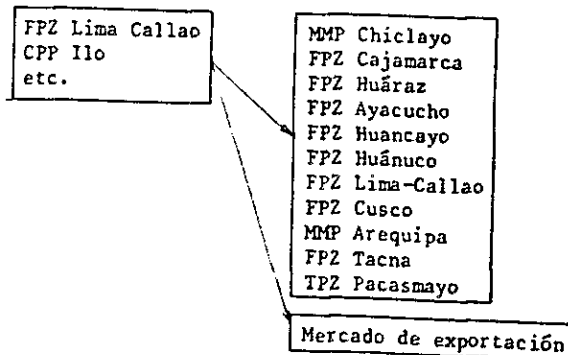 FPZ Lima Callao
CPP Ilo
etc.
MMP Chiclayo
FPZ Cajamarca
FPZ Huáraz
FPZ Ayacucho
FPZ Huancayo
FPZ Huánuco
FPZ Lima-Callao
FPZ Cusco
MMP Arequipa
FPZ Tacna
TPZ Pacasmayo
Mercado de exportación